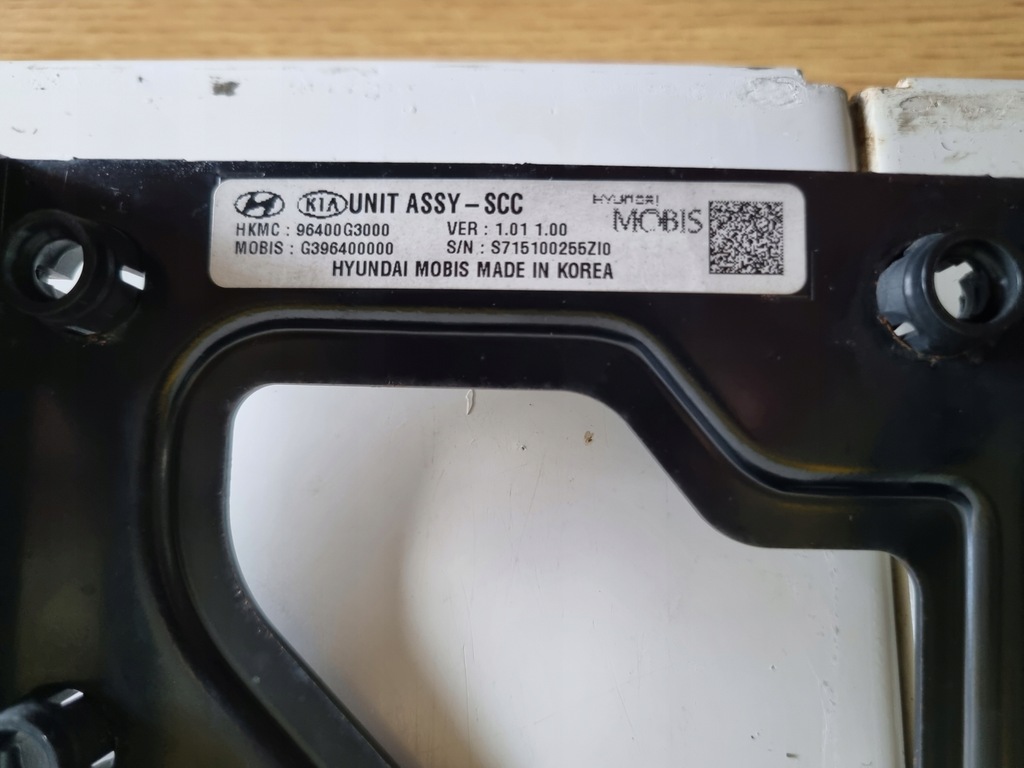 KIA UNIT ASSY-SCC
HYUNDAI
MOBIS
HKMC : 96400G3000 VER : 1.01 1.00
MOBIS : G396400000 S/N : S715100255ZI0
HYUNDAI MOBIS MADE IN KOREA